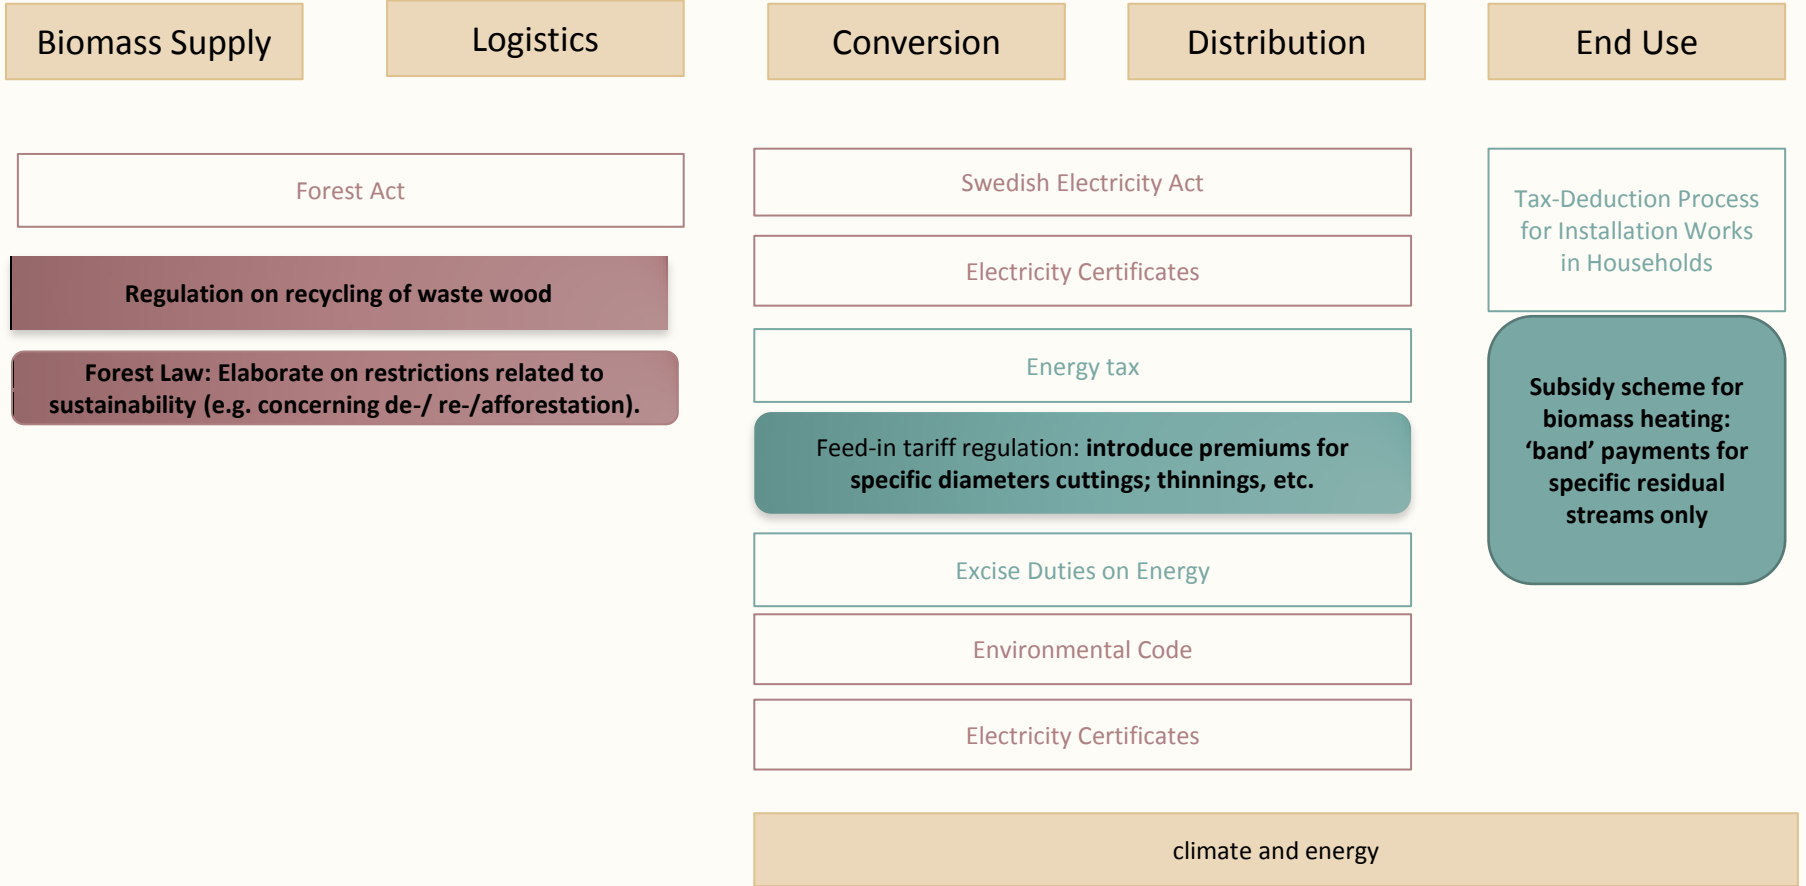 Biomass Supply
Logistics
Conversion
Distribution
End Use
Forest Act
Regulation on recycling of waste wood
Forest Law: Elaborate on restrictions related to
sustainability (e.g. concerning de-/ re-/afforestation).
Swedish Electricity Act
Electricity Certificates
Energy tax
Feed-in tariff regulation: introduce premiums for
specific diameters cuttings; thinnings, etc.
Excise Duties on Energy
Environmental Code
Electricity Certificates
Tax-Deduction Process
for Installation Works
in Households
Subsidy scheme for
biomass heating:
‘band’ payments for
specific residual
streams only
climate and energy